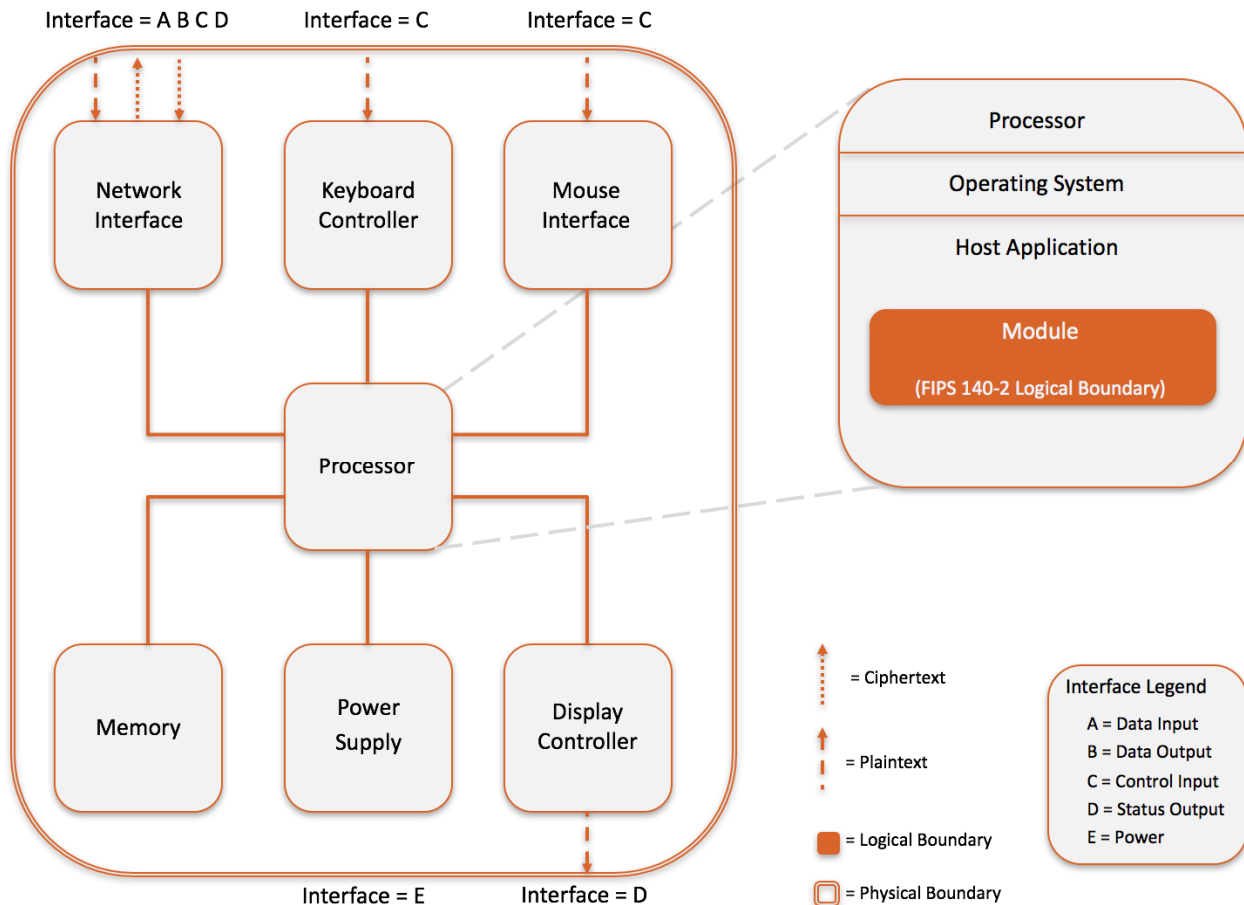 Interface = A B C D
Interface = C
Interface = C
Network
Interface
Keyboard
Controller
Mouse
Interface
Processor
Memory
Power
Supply
Display
Controller
Interface = E
Interface = D
Processor
Operating System
Host Application
Module
(FIPS 140-2 Logical Boundary)
= Ciphertext
= Plaintext
= Logical Boundary
= Physical Boundary
Interface Legend
A = Data Input
B = Data Output
C = Control Input
D = Status Output
E = Power